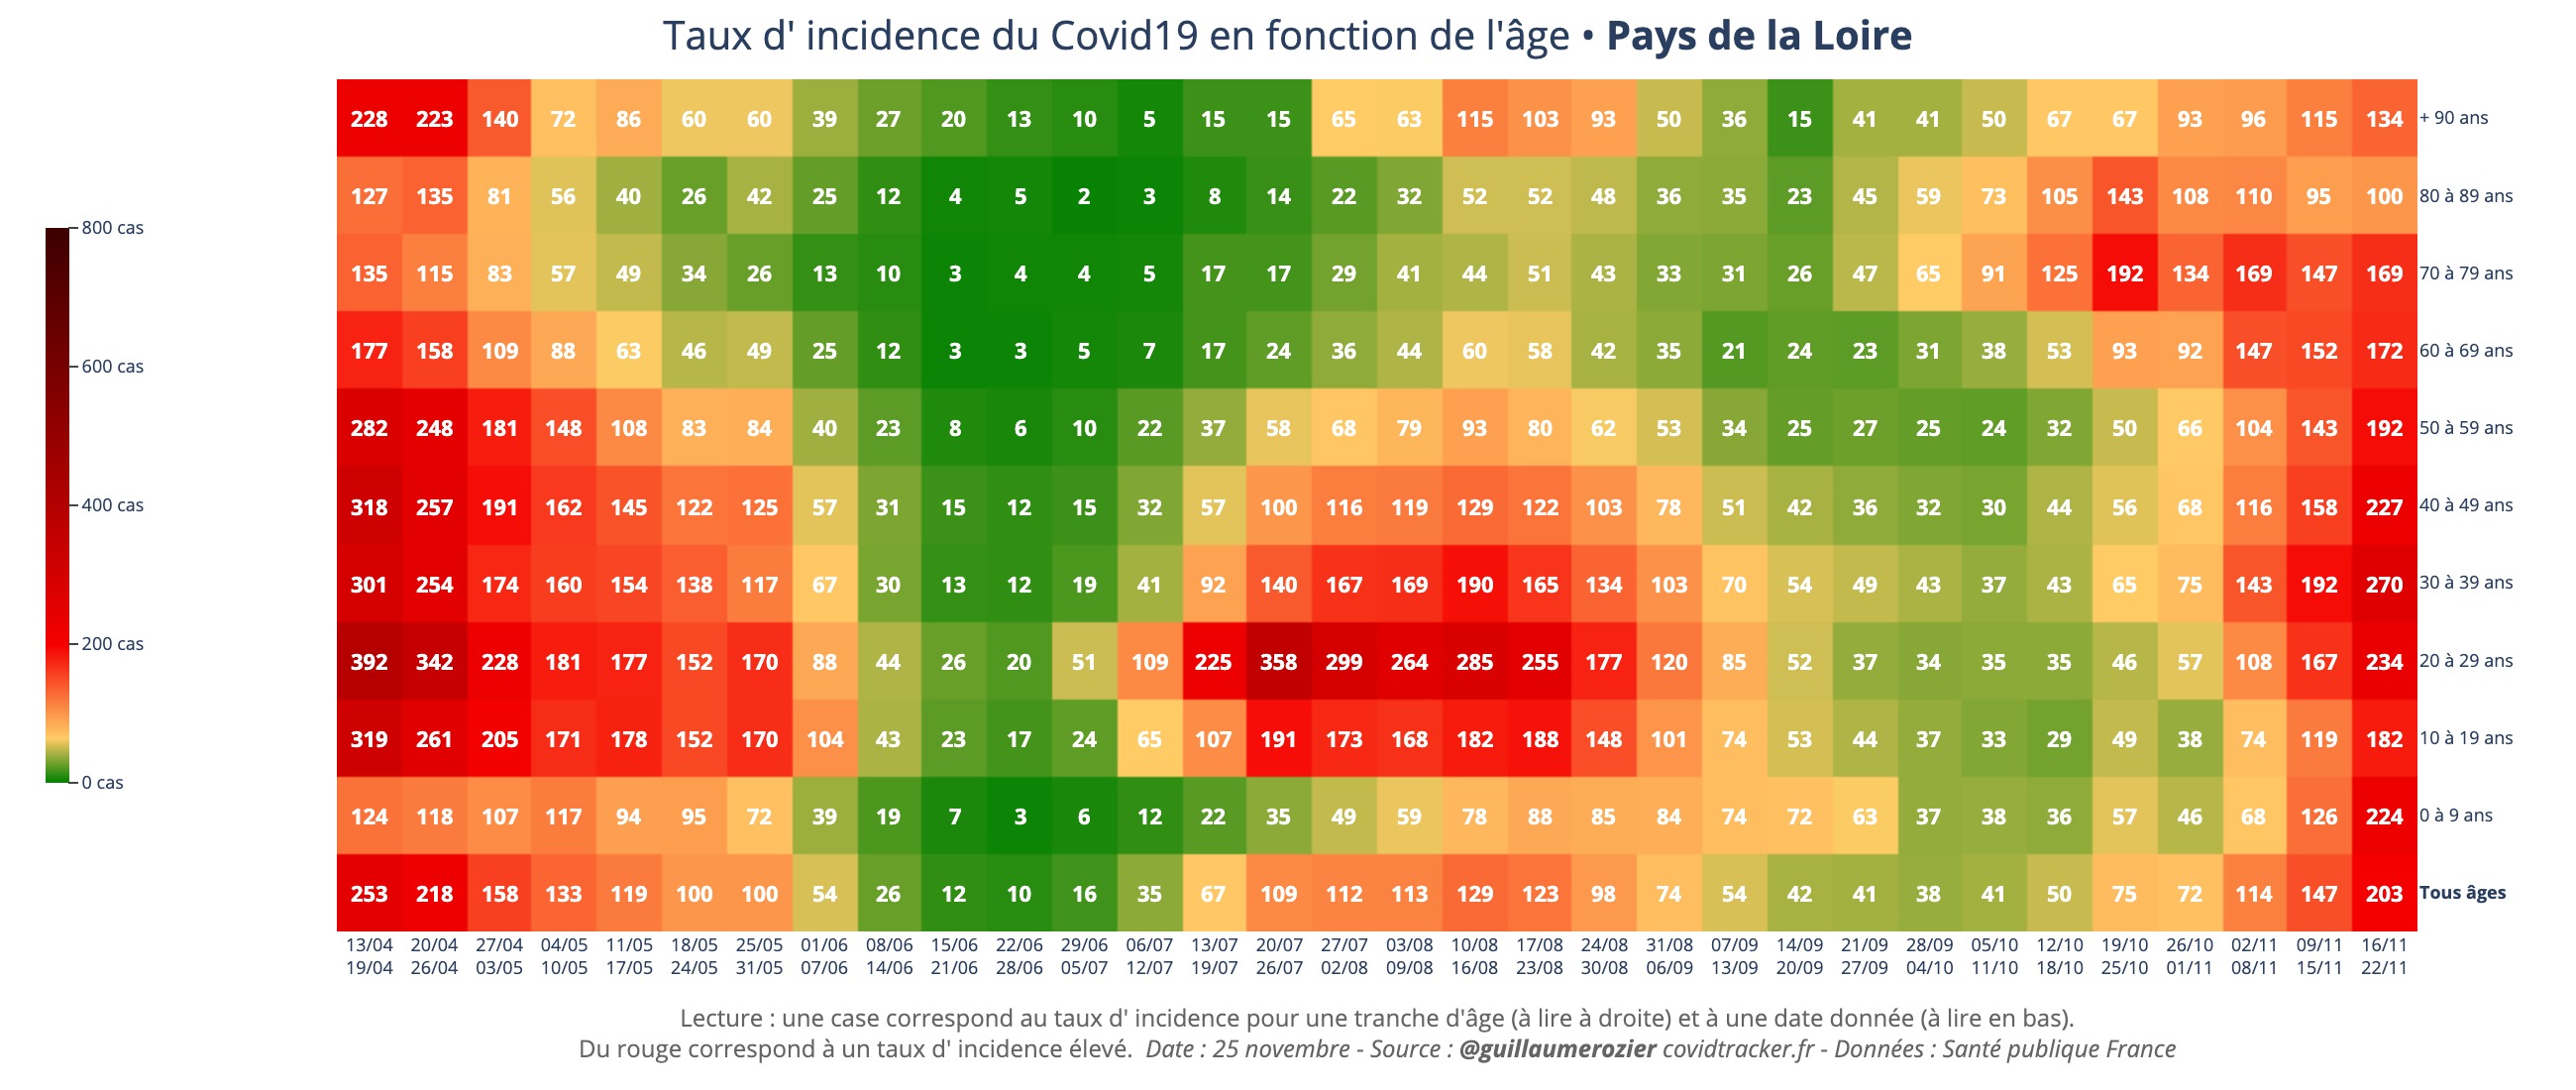 Taux d' incidence du Covid19 en fonction de l'âge • Pays de la Loire
800 cas
600 cas
400 cas
200 cas
0 cas
228 223 140 72 86 60 60 39 27 20 13 10 5 15 15 65 63 115 103 93 50 36 15 41 41 50 67 67 93 96 115 134 + 90 ans
127 135 81 56 40 26 42 25 12 4 5 2 3 8 14 22 32 52 52 48 36 35 23 45 59 73 105 143 108 110 95 100 80 à 89 ans
135 115 83 57 49 34 26 13 10 3 4 4 5 17 17 29 41 44 51 43 33 31 26 47 65 91 125 192 134 169 147 169 70 à 79 ans
177 158 109 88 63 46 49 25 12 3 3 5 7 17 24 36 44 60 58 42 35 21 24 23 31 38 53 93 92 147 152 172 60 à 69 ans
282 248 181 148 108 83 84 40 23 8 6 10 22 37 58 68 79 93 80 62 53 34 25 27 25 24 32 50 66 104 143 192 50 à 59 ans
318 257 191 162 145 122 125 57 31 15 12 15 32 57 100 116 119 129 122 103 78 51 42 36 32 30 44 56 68 116 158 227 40 à 49 ans
301 254 174 160 154 138 117 67 30 13 12 19 41 92 140 167 169 190 165 134 103 70 54 49 43 37 43 65 75 143 192 270 30 à 39 ans
392 342 228 181 177 152 170 88 44 26 20 51 109 225 358 299 264 285 255 177 120 85 52 37 34 35 35 46 57 108 167 234 20 à 29 ans
319 261 205 171 178 152 170 104 43 23 17 24 65 107 191 173 168 182 188 148 101 74 53 44 37 33 29 49 38 74 119 182 10 à 19 ans
124 118 107 117 94 95 72 39 19 7 3 6 12 22 35 49 59 78 88 85 84 74 72 63 37 38 36 57 46 68 126 224 0 à 9 ans
253 218 158 133 119 100 100 54 26 12 10 16 35 67 109 112 113 129 123 98 74 54 42 41 38 41 50 75 72 114 147 203 Tous âges
13/04 20/04 27/04 04/05 11/05 18/05 25/05 01/06 08/06 15/06 22/06 29/06 06/07 13/07 20/07 27/07 03/08 10/08 17/08 24/08 31/08 07/09 14/09 21/09 28/09 05/10 12/10 19/10 26/10 02/11 09/11 16/11
19/04 26/04 03/05 10/05 17/05 24/05 31/05 07/06 14/06 21/06 28/06 05/07 12/07 19/07 26/07 02/08 09/08 16/08 23/08 30/08 06/09 13/09 20/09 27/09 04/10 11/10 18/10 25/10 01/11 08/11 15/11 22/11
Lecture : une case correspond au taux d' incidence pour une tranche d'âge (à lire à droite) et à une date donnée (à lire en bas).
Du rouge correspond à un taux d' incidence élevé. Date : 25 novembre - Source : @guillaumerozier covidtracker.fr - Données : Santé publique France